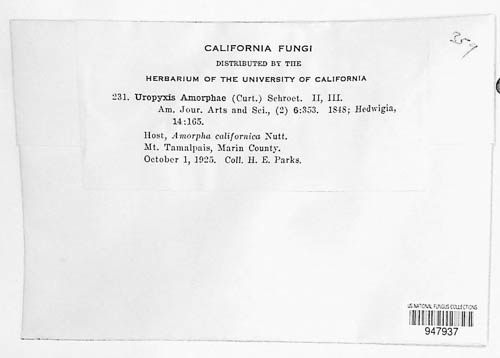 359
CALIFORNIA FUNGI
DISTRIBUTED BY THE
HERBARIUM OF THE UNIVERSITY OF CALIFORNIA
231. Uropyxis Amorphae (Curt.) Schroet. II, III.
Am. Jour. Arts and Sci., (2) 6:353. 1848; Hedwigia,
14:165.
Host, Amorpha californica Nutt.
Mt. Tamalpais, Marin County.
October 1, 1925. Coll. H. E. Parks.
US NATIONAL FUNGUS COLLECTIONS
947937